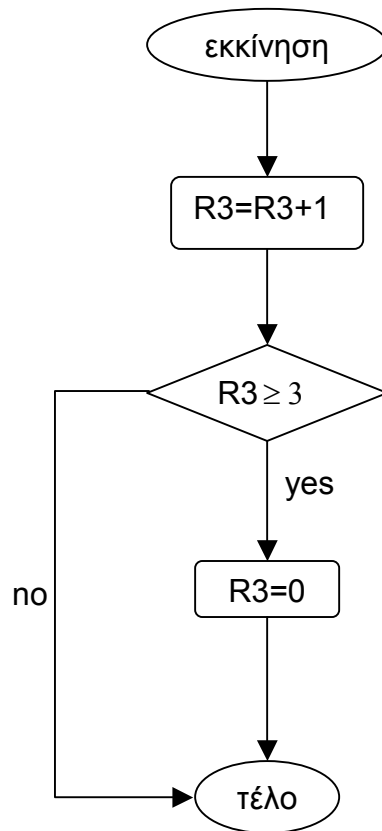 εκκίνηση
R3=R3+1
R3 ≥ 3
yes
no
R3=0
τέλο